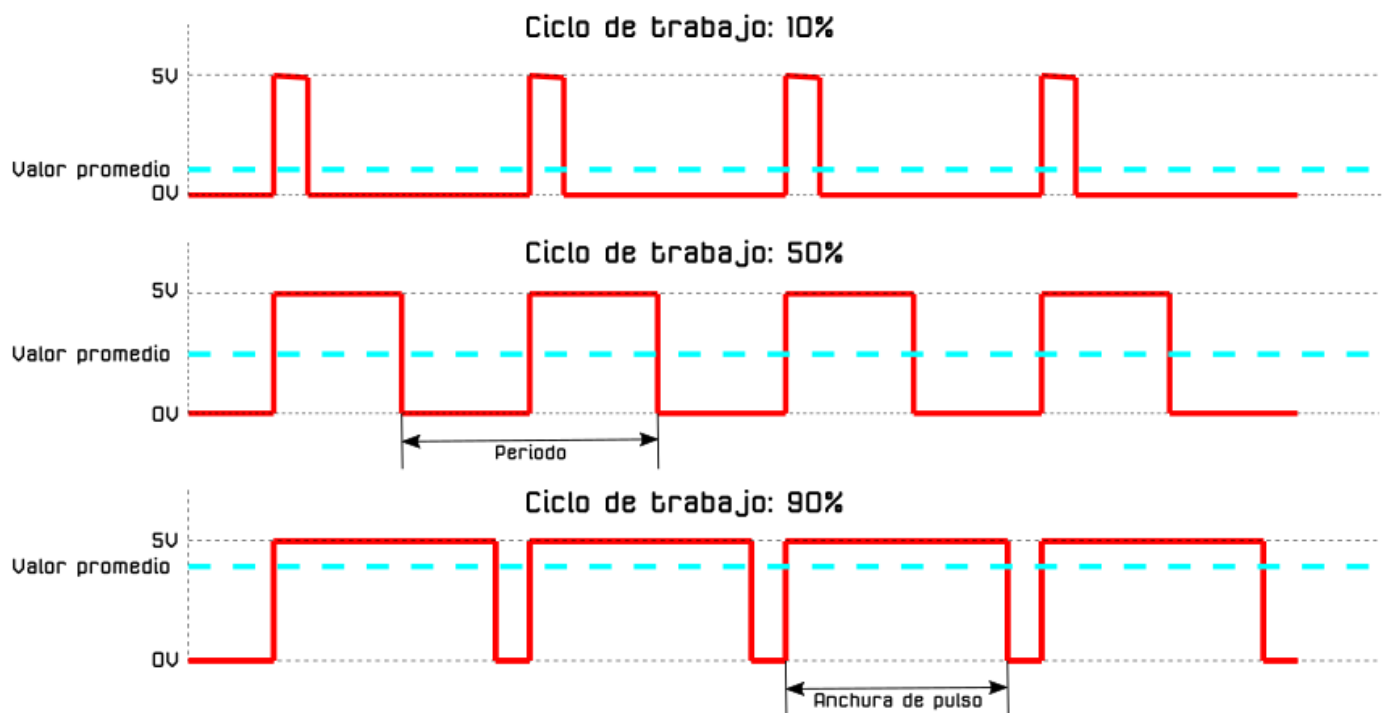 Ciclo de trabajo: 10%
5V
Valor promedio
0V
Ciclo de trabajo: 50%
5V
Valor promedio
0V
Periodo
Ciclo de trabajo: 90%
5V
Valor promedio
0V
Anchura de pulso